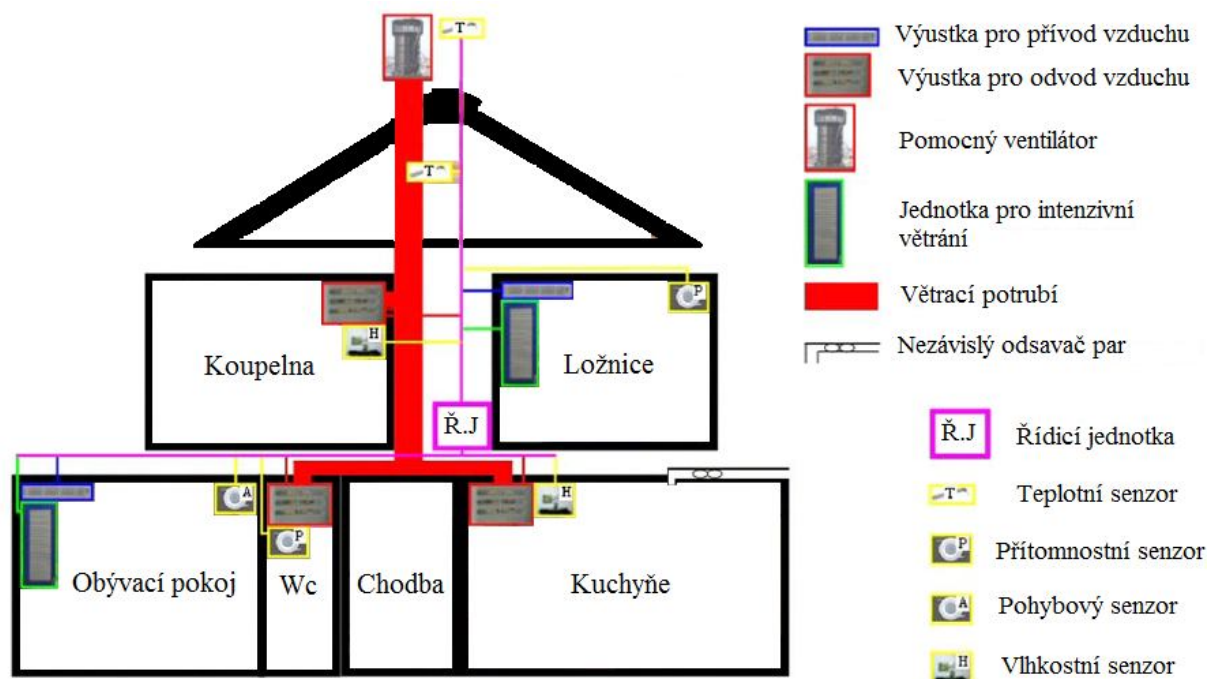 T
Výustka pro přívod vzduchu
Výustka pro odvod vzduchu
Pomocný ventilátor
Jednotka pro intenzivní
větrání
Větrací potrubí
Nezávislý odsavač par
Ř.J
Řídicí jednotka
T
Teplotní senzor
P
Přítomnostní senzor
A
Pohybový senzor
H
Vlhkostní senzor
T
P
H
Koupelna
Ložnice
Ř.J
A
H
P
Obývací pokoj
Wc
Chodba
Kuchyňe